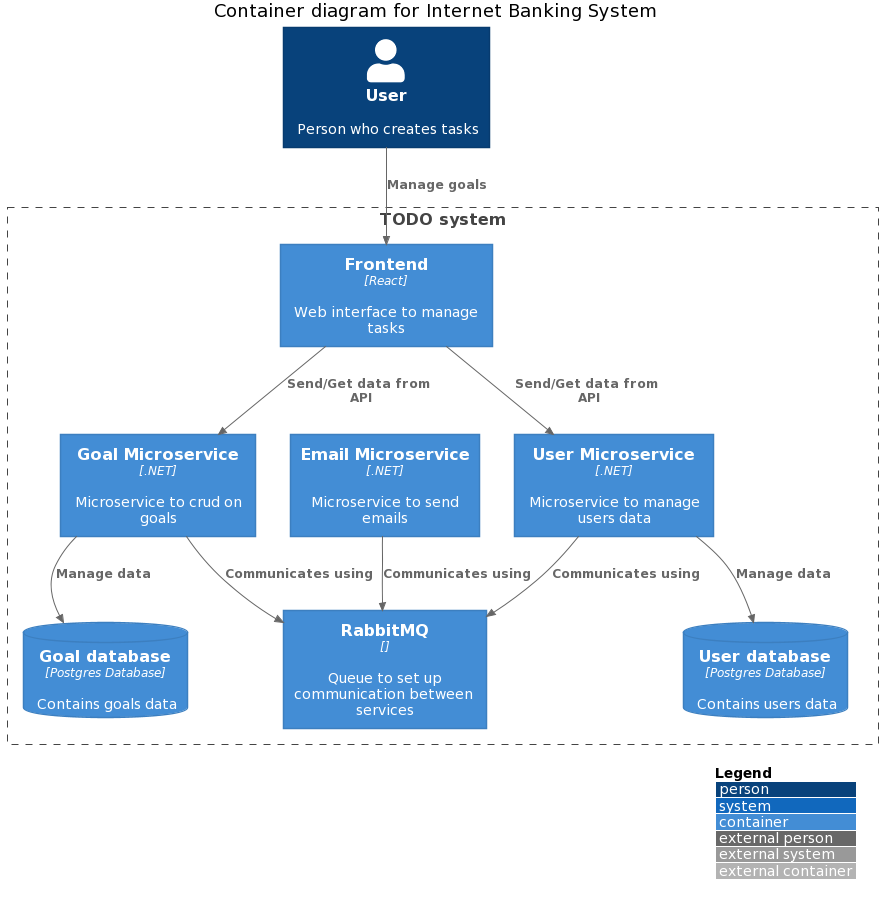 Container diagram for Internet Banking System
User
Person who creates tasks
Manage goals
TODO system
Frontend
[React]
Web interface to manage
tasks
Send/Get data from
API
Send/Get data from
API
Goal Microservice
[.NET]
Microservice to crud on
goals
Email Microservice
[.NET]
Microservice to send
emails
User Microservice
[.NET]
Microservice to manage
users data
Manage data
Communicates using
Communicates using
Communicates using
Manage data
Goal database
[Postgres Database]
Contains goals data
RabbitMQ
[]
Queue to set up
communication between
services
User database
[Postgres Database]
Contains users data
Legend
person
system
container
external person
external system
external container